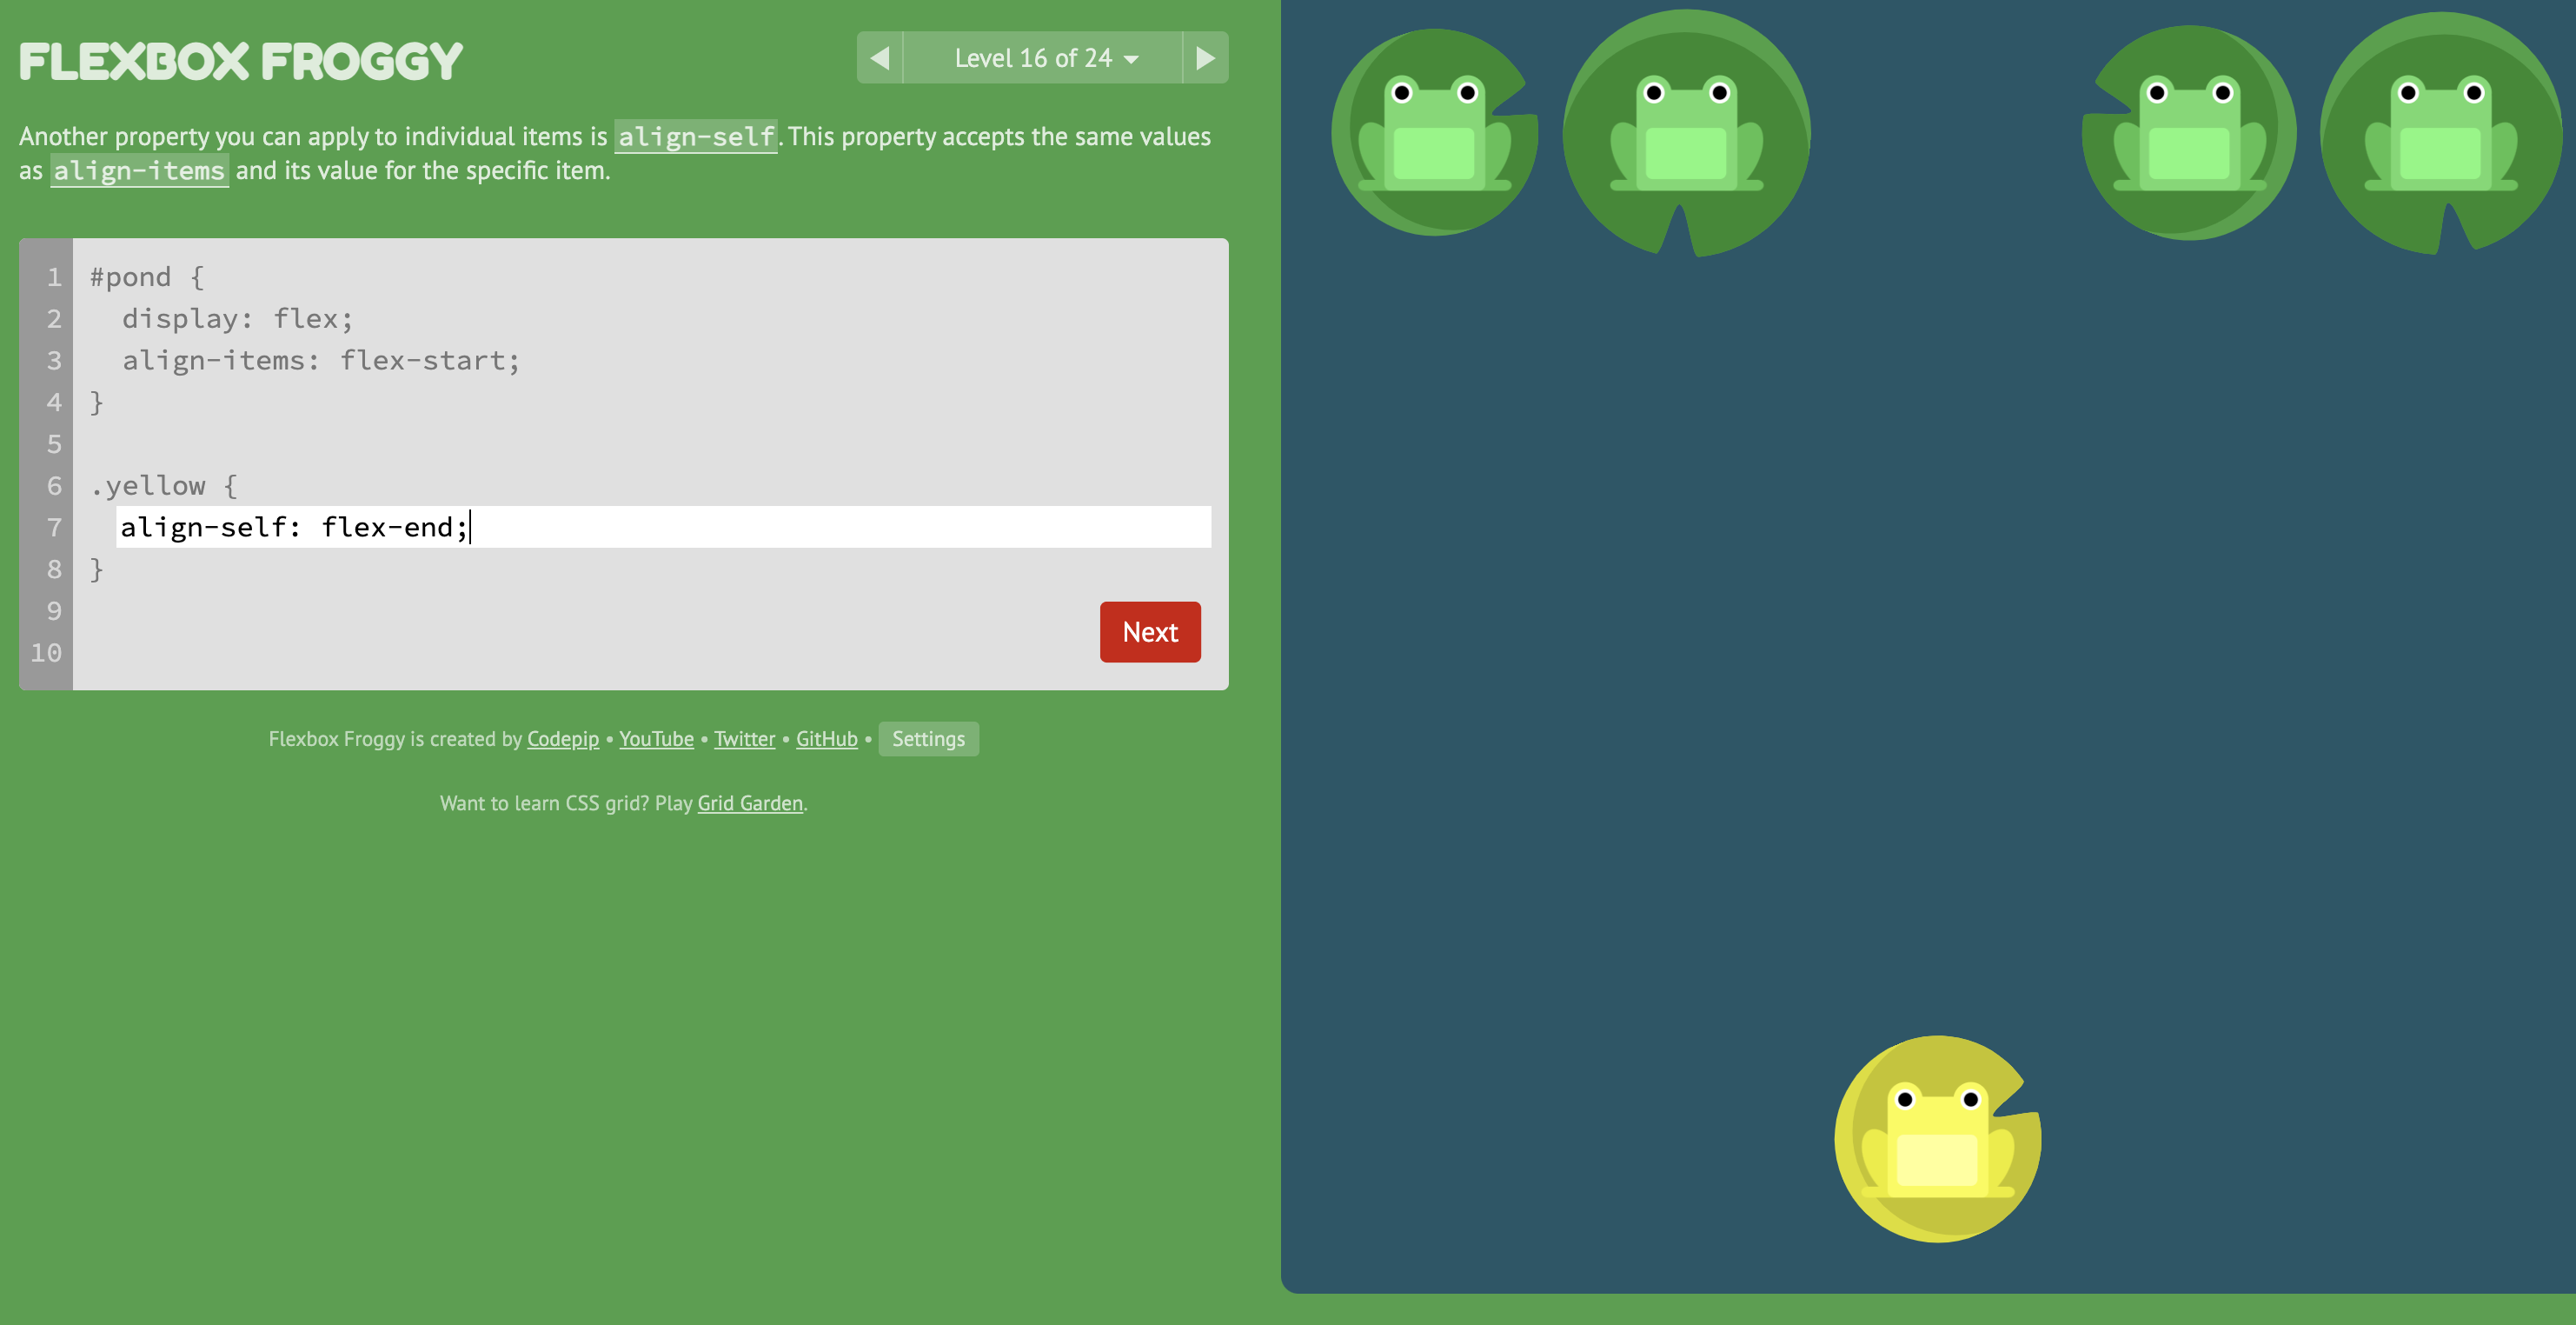 FLEXBOX FROGGY
Level 16 of 24
Another property you can apply to individual items is align-self. This property accepts the same values
as align-items and its value for the specific item.
1 #pond {
2   display: flex;
3   align-items: flex-start;
4 }
5
6 .yellow {
7   align-self: flex-end;
8 }
9
10
Next
Flexbox Froggy is created by Codepip • YouTube • Twitter • GitHub • Settings
Want to learn CSS grid? Play Grid Garden.